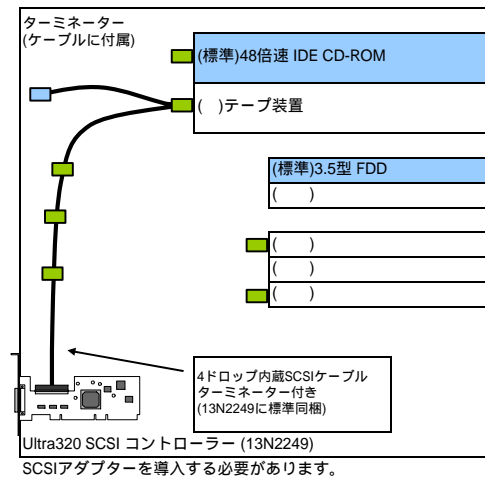 ターミネーター
(ケーブルに付属)
(標準)48倍速 IDE CD-ROM
(　)テープ装置
(標準)3.5型 FDD
(　　)
(　　)
(　　)
(　　)
4ドロップ内蔵SCSIケーブル
ターミネーター付き
(13N2249に標準同梱)
Ultra320 SCSI コントローラー (13N2249)
SCSIアダプターを導入する必要があります。